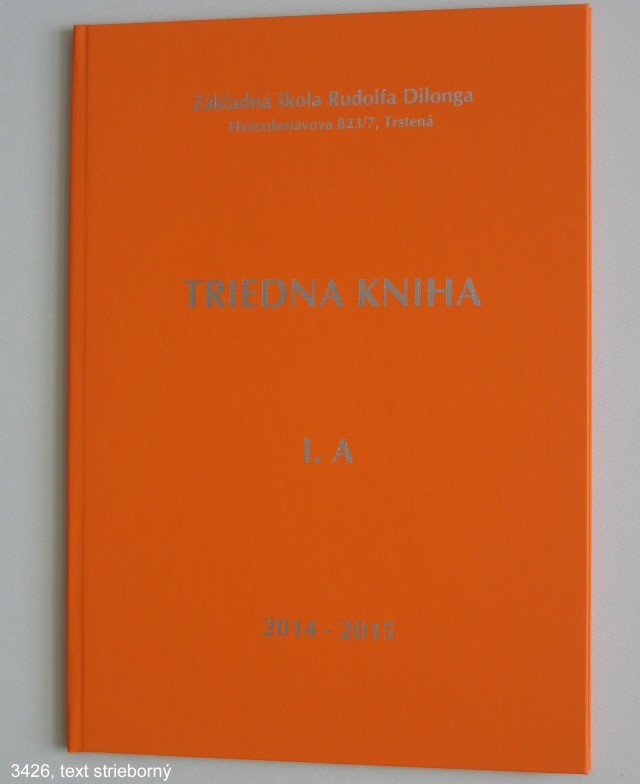 Základná škola Rudolfa Dilonga
Hviezdoslavova 823/7, Trstená
TRIEDNA KNIHA
I. A
2014 - 2015
3426, text strieborný